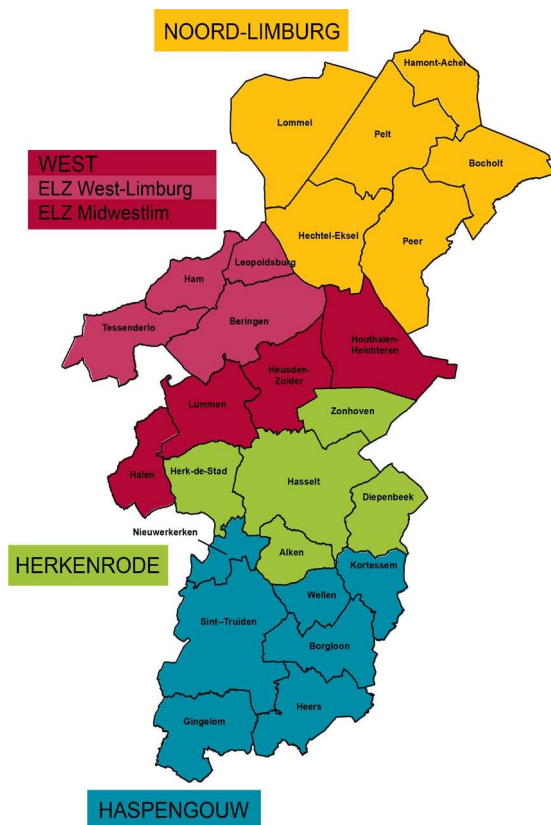 NOORD-LIMBURG
Hamont-Achel
Lommel
Pelt
Bocholt
WEST
ELZ West-Limburg
ELZ Midwestlim
Hechtel-Eksel
Peer
Leopoldsburg
Ham
Tessenderlo
Beringen
Houthalen-
Helchteren
Heusden-
Zolder
Lummen
Zonhoven
Halen
Herk-de-Stad
Hasselt
Diepenbeek
Nieuwerkerken
Alken
HERKENRODE
Kortessem
Wellen
Sint--Truiden
Borgloon
Heers
Gingelom
HASPENGOUW